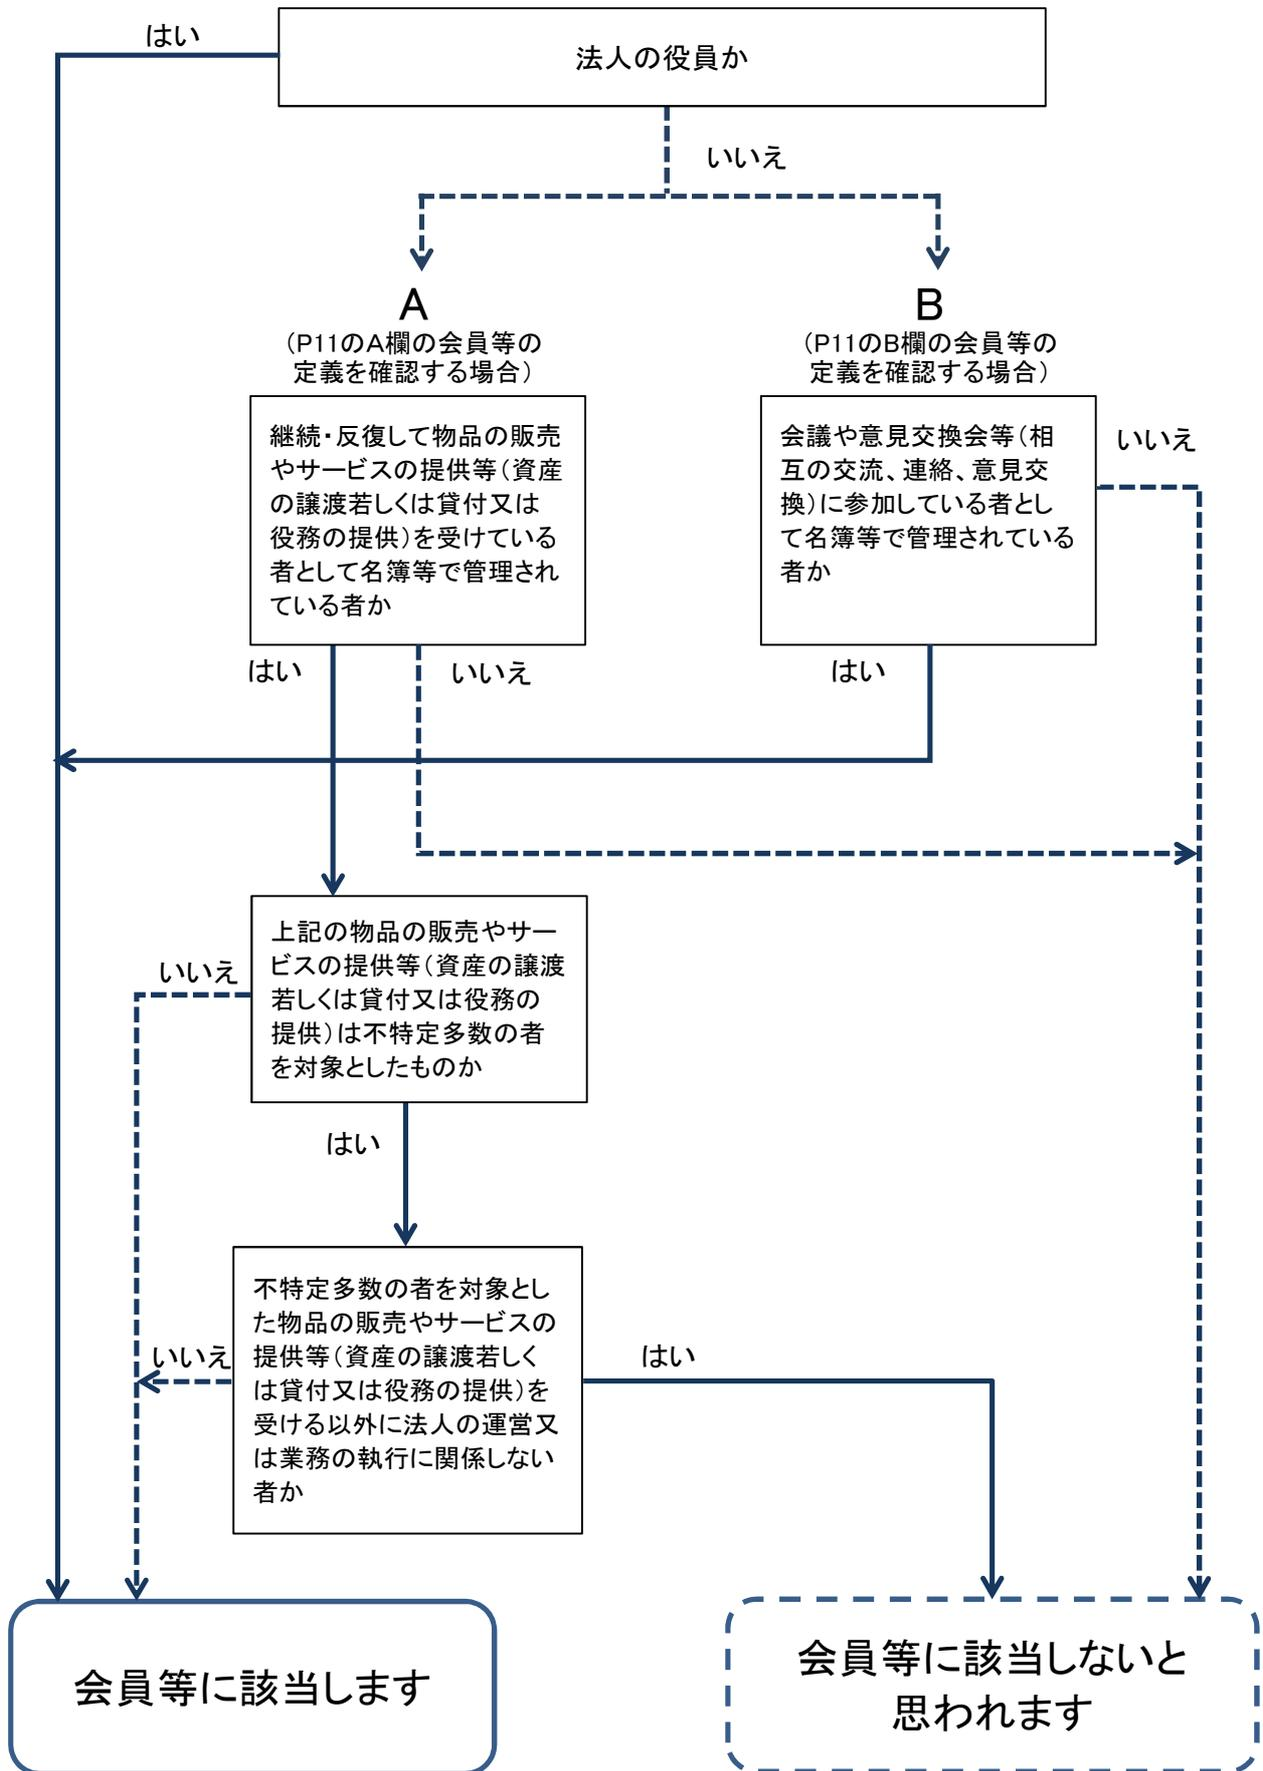 はい
法人の役員か
いいえ
A
(P11のA欄の会員等の
定義を確認する場合)
B
(P11のB欄の会員等の
定義を確認する場合)
継続・反復して物品の販売
やサービスの提供等(資産
の譲渡若しくは貸付又は
役務の提供)を受けている
者として名簿等で管理され
ている者か
会議や意見交換会等(相
互の交流、連絡、意見交
換)に参加している者とし
て名簿等で管理されている
者か
いいえ
はい
いいえ
はい
上記の物品の販売やサー
ビスの提供等(資産の譲渡
若しくは貸付又は役務の
提供)は不特定多数の者
を対象としたものか
いいえ
はい
不特定多数の者を対象とし
た物品の販売やサービスの
提供等(資産の譲渡若しく
は貸付又は役務の提供)を
受ける以外に法人の運営又
は業務の執行に関係しない
者か
いいえ
はい
会員等に該当します
会員等に該当しないと
思われます